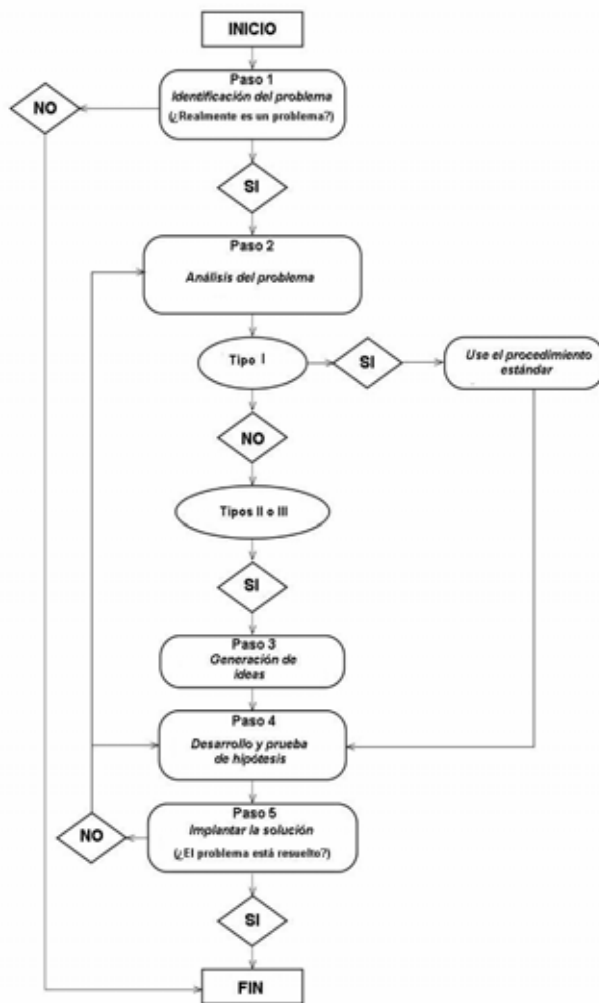 INICIO
Paso 1
Identificación del problema
(¿Realmente es un problema?)
NO
SI
Paso 2
Análisis del problema
Tipo I
SI
Use el procedimiento
estándar
NO
Tipos II o III
SI
Paso 3
Generación de
ideas
Paso 4
Desarrollo y prueba
de hipótesis
Paso 5
Implantar la solución
(¿El problema está resuelto?)
NO
SI
FIN